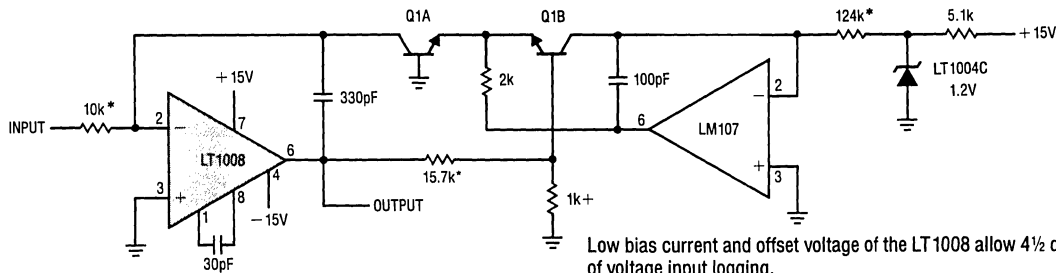 Q1A
Q1B
124k*
5.1k
+15V
+15V
330pF
2k
100pF
2
LT1004C
1.2V
10k*
INPUT
2
−
7
LT1008
6
6
LM107
−
4
15.7k*
3
+
8
−15V
1
OUTPUT
1k+
+
3
30pF
Low bias current and offset voltage of the LT1008 allow 4½ d
of voltage input logging.